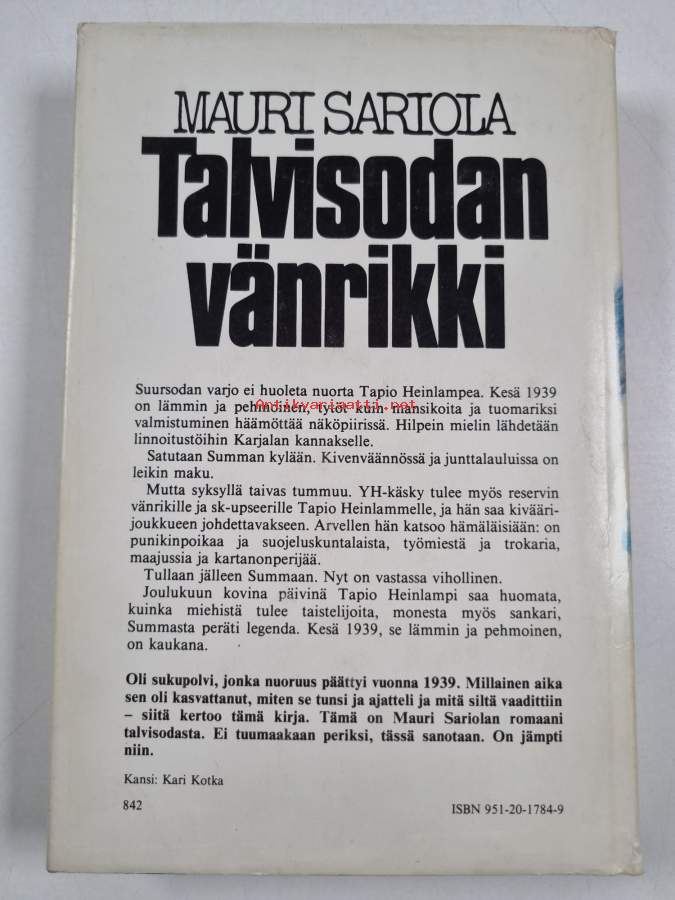 MAURI SARIOLA
Talvisodan
vänrikki
Suursodan varjo ei huoleta nuorta Tapio Heinlampea. Kesä 1939
on lämmin ja pehmoinen, tytöt kuin mansikoita ja tuomariksi
Antikvariaatti.net
valmistuminen häämöttää näköpiirissä. Hilpein mielin lähdetään
linnoitustöihin Karjalan kannakselle.
Satutaan Summan kylään. Kivenväännössä ja junttalauluissa on
leikin maku.
Mutta syksyllä taivas tummuu. YH-käsky tulee myös reservin
vänrikille ja sk-upseerille Tapio Heinlammelle, ja hän saa kivääri-
joukkueen johdettavakseen. Arvellen hän katsoo hämäläisiään: on
punikinpoikaa ja suojeluskuntalaista, työmiestä ja trokaria,
maajussia ja kartanonperijää.
Tullaan jälleen Summaan. Nyt on vastassa vihollinen.
Joulukuun kovina päivinä Tapio Heinlampi saa huomata,
kuinka miehistä tulee taistelijoita, monesta myös sankari,
Summasta peräti legenda. Kesä 1939, se lämmin ja pehmoinen,
on kaukana.
Oli sukupolvi, jonka nuoruus päättyi vuonna 1939. Millainen aika
sen oli kasvattanut, miten se tunsi ja ajatteli ja mitä siltä vaadittiin
– siitä kertoo tämä kirja. Tämä on Mauri Sariolan romaani
talvisodasta. Ei tuumaakaan periksi, tässä sanotaan. On jämpti
niin.
Kansi: Kari Kotka
842
ISBN 951-20-1784-9